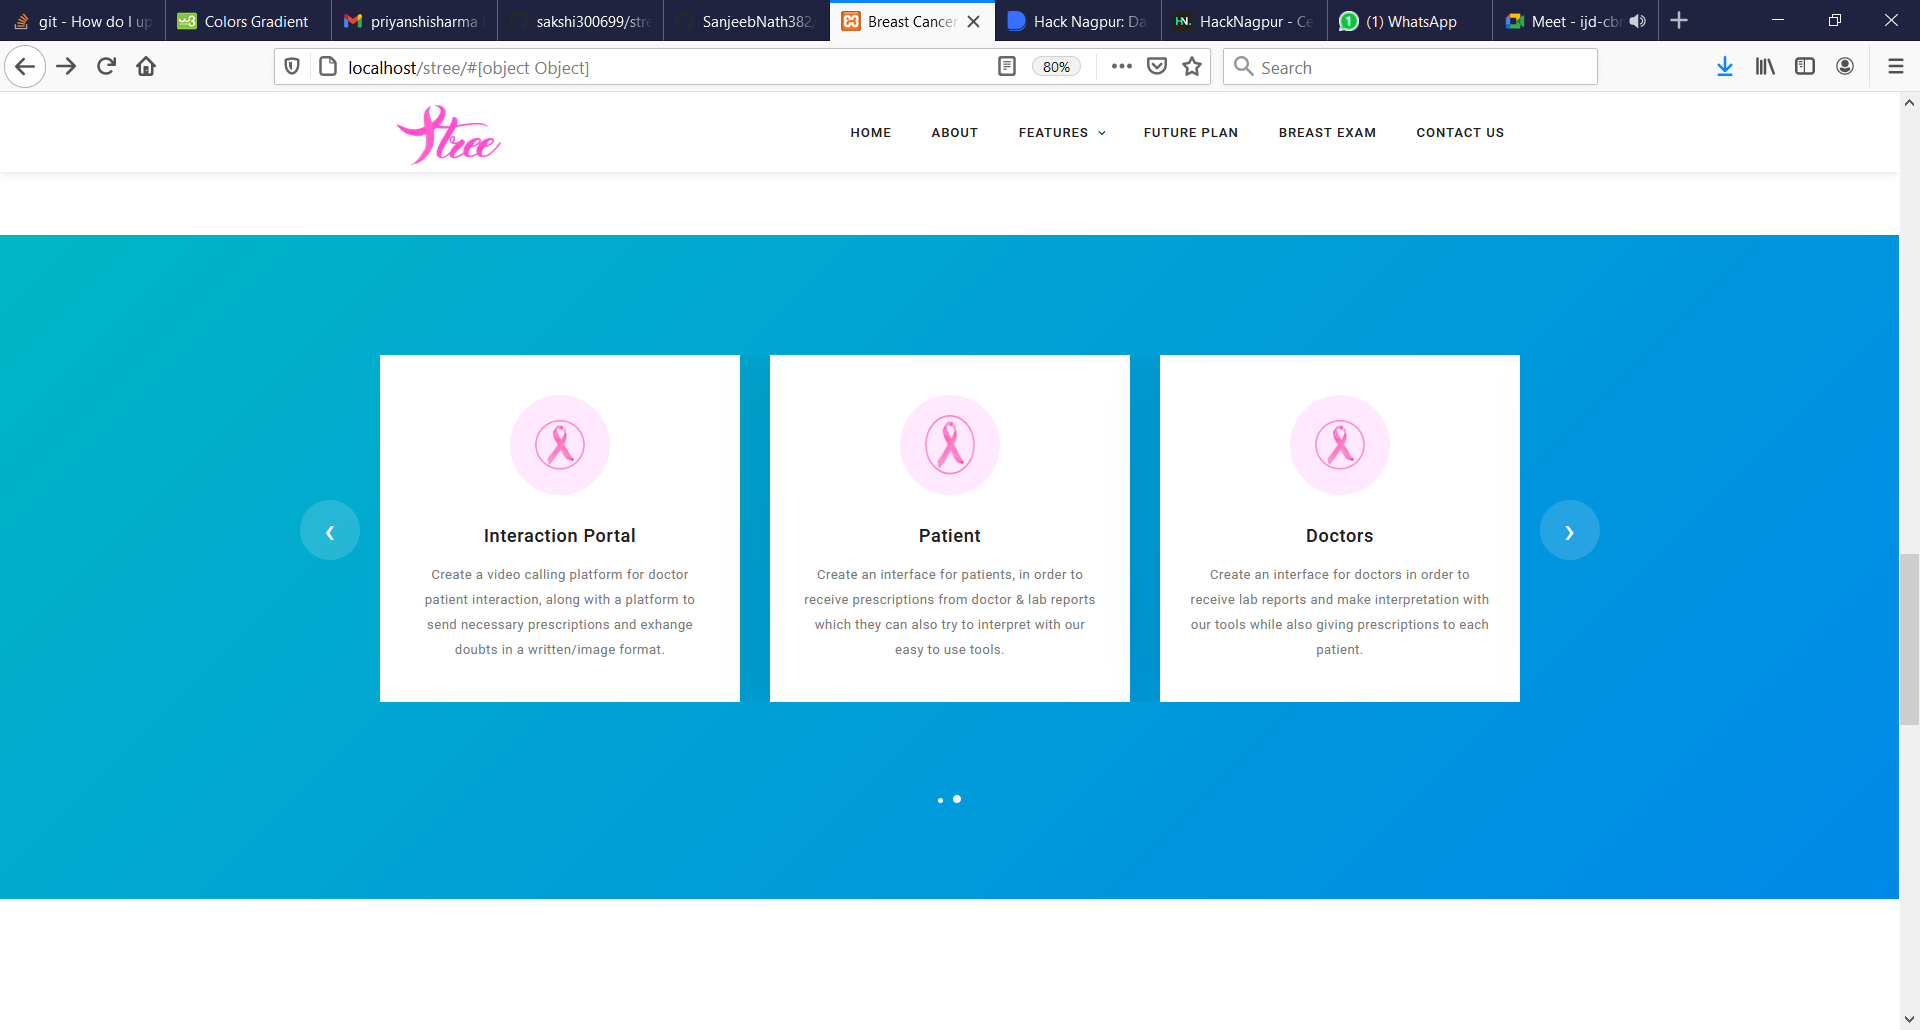 git - How do I up
Colors Gradient
priyanshisharma i
sakshi300699/stre
SanjeebNath382/
Breast Cancer
Hack Nagpur: Da
HackNagpur - Ce
(1) WhatsApp
Meet - ijd-cbr
localhost/stree/#[object Object]
80%
Search
Stree
HOME
ABOUT
FEATURES
FUTURE PLAN
BREAST EXAM
CONTACT US
Interaction Portal
Create a video calling platform for doctor
patient interaction, along with a platform to
send necessary prescriptions and exhange
doubts in a written/image format.
Patient
Create an interface for patients, in order to
receive prescriptions from doctor & lab reports
which they can also try to interpret with our
easy to use tools.
Doctors
Create an interface for doctors in order to
receive lab reports and make interpretation with
our tools while also giving prescriptions to each
patient.